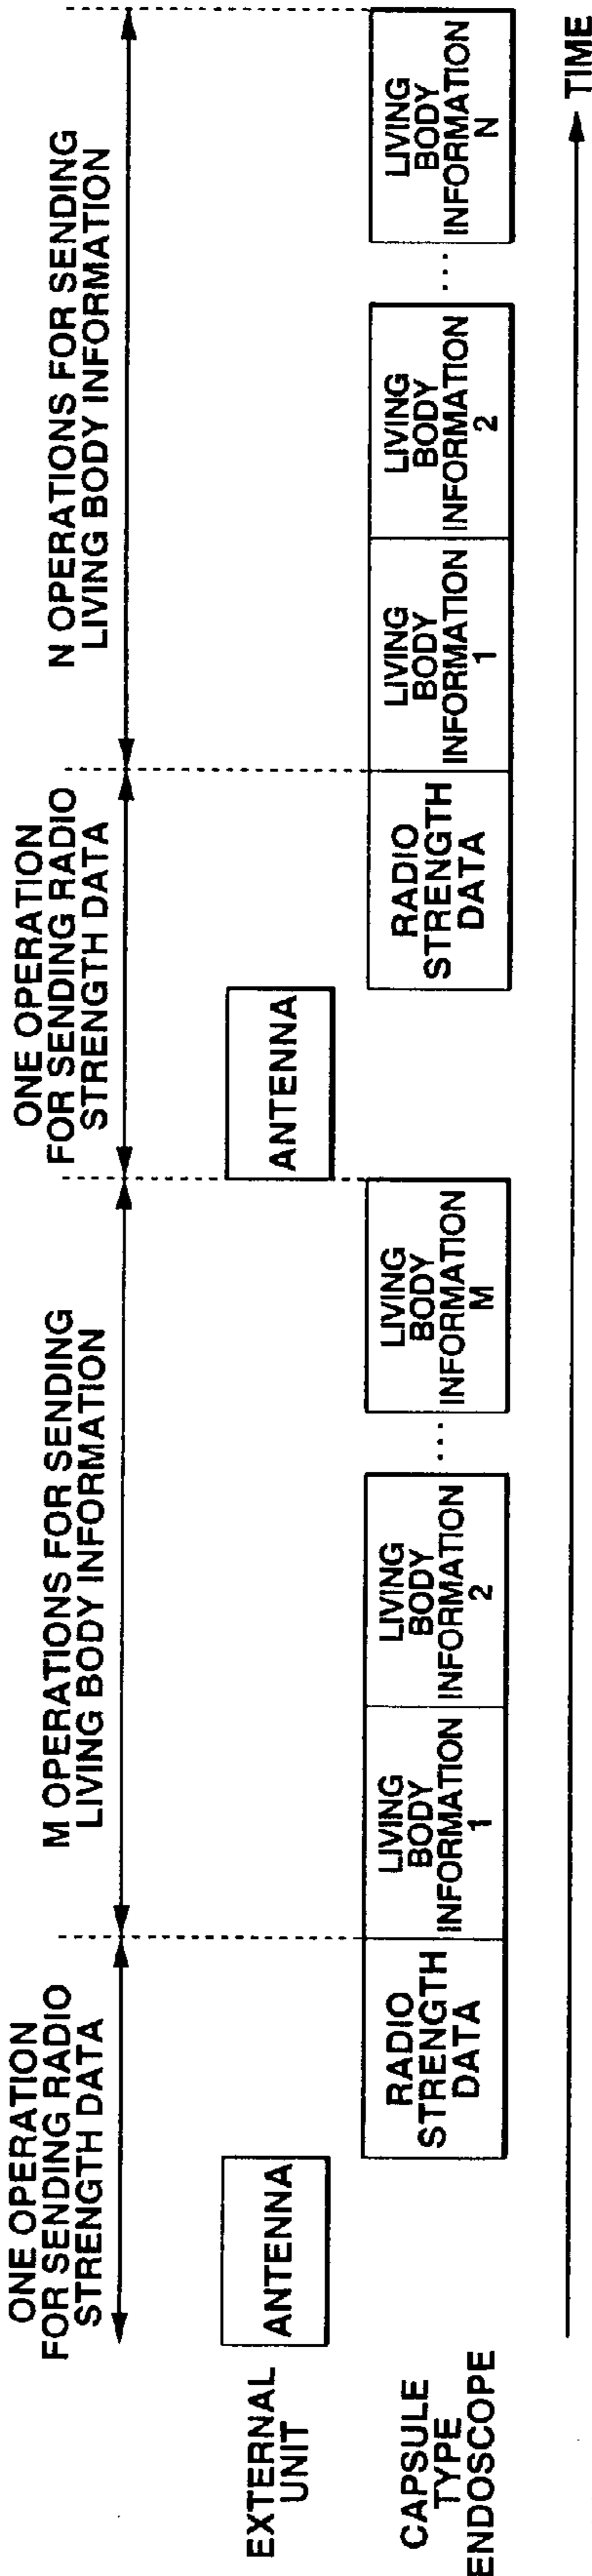 ONE OPERATION
FOR SENDING RADIO
STRENGTH DATA
M OPERATIONS FOR SENDING
LIVING BODY INFORMATION
ONE OPERATION
FOR SENDING RADIO
STRENGTH DATA
N OPERATIONS FOR SENDING
LIVING BODY INFORMATION
EXTERNAL
UNIT
ANTENNA
ANTENNA
CAPSULE
TYPE
ENDOSCOPE
RADIO
STRENGTH
DATA
LIVING
BODY
INFORMATION
1
LIVING
BODY
INFORMATION
2
...
LIVING
BODY
INFORMATION
M
RADIO
STRENGTH
DATA
LIVING
BODY
INFORMATION
1
LIVING
BODY
INFORMATION
2
...
LIVING
BODY
INFORMATION
N
TIME